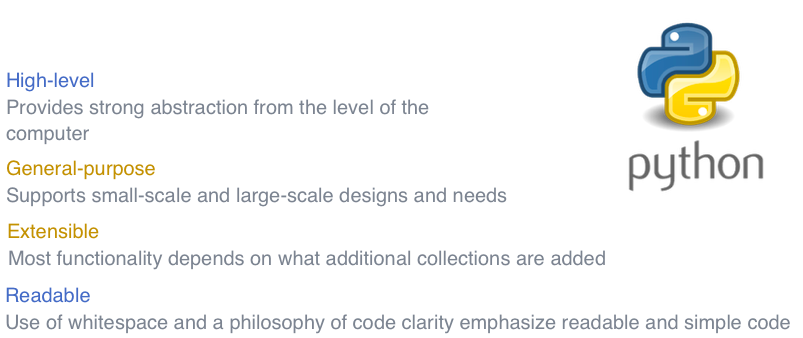 High-level
Provides strong abstraction from the level of the
computer
General-purpose
Supports small-scale and large-scale designs and needs
Extensible
Most functionality depends on what additional collections are added
Readable
Use of whitespace and a philosophy of code clarity emphasize readable and simple code
python